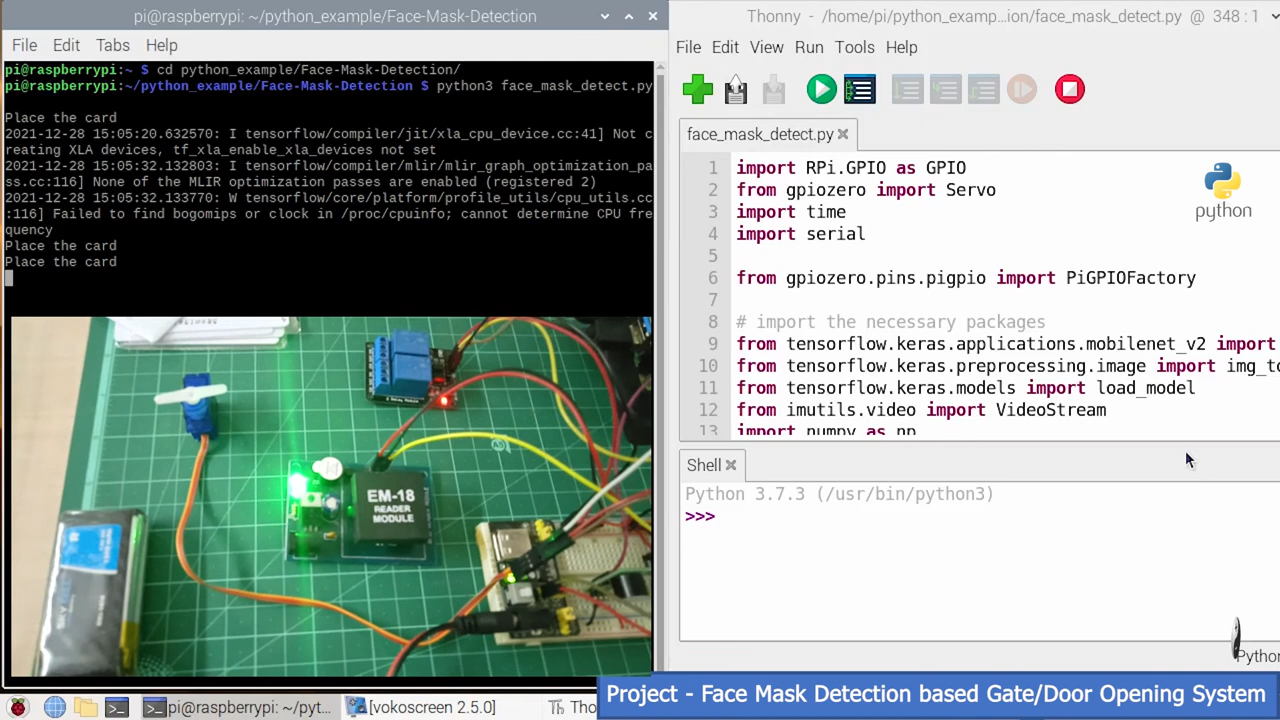 pi@raspberrypi: ~/python_example/Face-Mask-Detection
File Edit Tabs Help
pi@raspberrypi:~ $ cd python_example/Face-Mask-Detection/
pi@raspberrypi:~/python_example/Face-Mask-Detection $ python3 face_mask_detect.py
Place the card
2021-12-28 15:05:20.632570: I tensorflow/compiler/jit/xla_cpu_device.cc:41] Not c
reating XLA devices, tf_xla_enable_xla_devices not set
2021-12-28 15:05:32.132803: I tensorflow/compiler/mlir/mlir_graph_optimization_pa
ss.cc:116] None of the MLIR optimization passes are enabled (registered 2)
2021-12-28 15:05:32.133770: W tensorflow/core/platform/profile_utils/cpu_utils.cc
:116] Failed to find bogomips or clock in /proc/cpuinfo; cannot determine CPU fre
quency
Place the card
Place the card
EM-18
READER
MODULE
Thonny - /home/pi/python_examp…ion/face_mask_detect.py @ 348 : 1
File Edit View Run Tools Help
face_mask_detect.py
1 import RPi.GPIO as GPIO
2 from gpiozero import Servo
3 import time
4 import serial
5
6 from gpiozero.pins.pigpio import PiGPIOFactory
7
8 # import the necessary packages
9 from tensorflow.keras.applications.mobilenet_v2 import
10 from tensorflow.keras.preprocessing.image import img_to
11 from tensorflow.keras.models import load_model
12 from imutils.video import VideoStream
13 import numpy as np
python
Shell
Python 3.7.3 (/usr/bin/python3)
>>>
Python
pi@raspberrypi: ~/pyt...
[vokoscreen 2.5.0]
Tho
Project - Face Mask Detection based Gate/Door Opening System